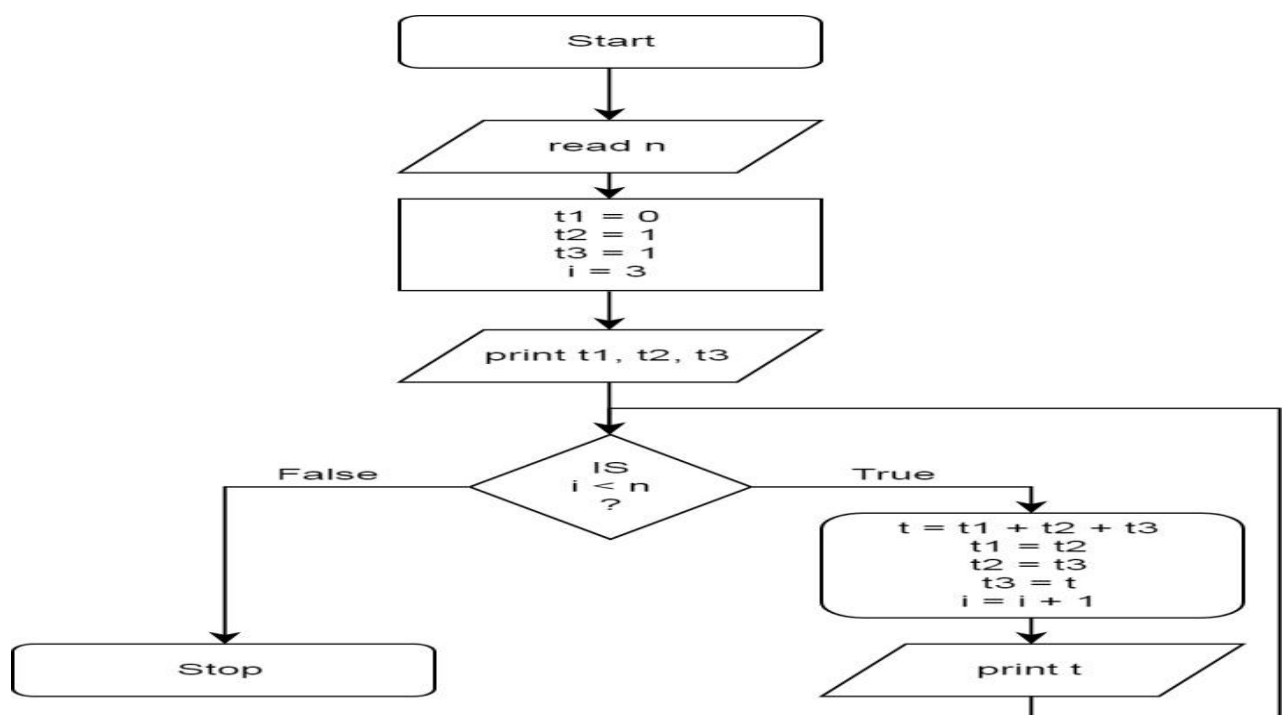 Start
read n
t1 = 0
t2 = 1
t3 = 1
i = 3
print t1, t2, t3
IS
i < n
?
False
True
t = t1 + t2 + t3
t1 = t2
t2 = t3
t3 = t
i = i + 1
Stop
print t